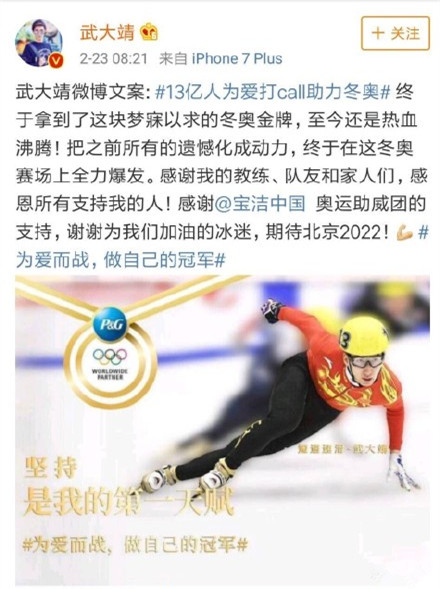 武大靖
+ 关注
2-23 08:21 来自 iPhone 7 Plus
武大靖微博文案: #13亿人为爱打call助力冬奥# 终
于拿到了这块梦寐以求的冬奥金牌，至今还是热血
沸腾！把之前所有的遗憾化成动力，终于在这冬奥
赛场上全力爆发。感谢我的教练、队友和家人们，感
恩所有支持我的人！感谢@宝洁中国 奥运助威团的
支持，谢谢为我们加油的冰迷，期待北京2022！💪 #
为爱而战，做自己的冠军#
P&G
WORLDWIDE
PARTNER
3
坚持
是我的第一天赋
#为爱而战，做自己的冠军#